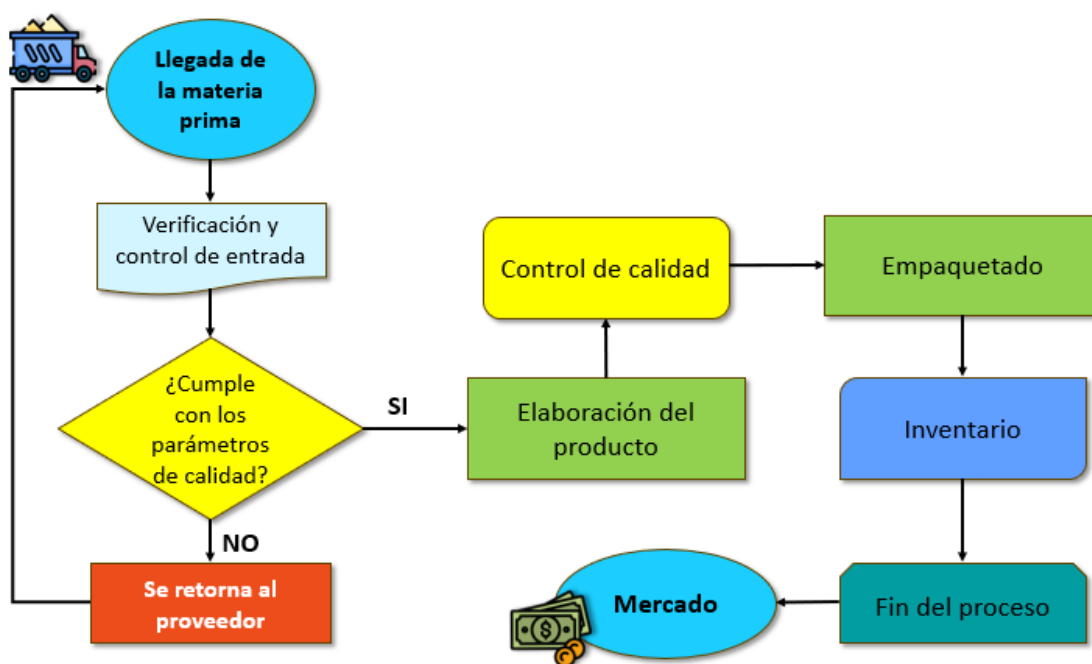 Llegada de
la materia
prima
Verificación y
control de entrada
¿Cumple
con los
parámetros
de calidad?
SI
NO
Se retorna al
proveedor
Elaboración del
producto
Control de calidad
Empaquetado
Inventario
Fin del proceso
Mercado